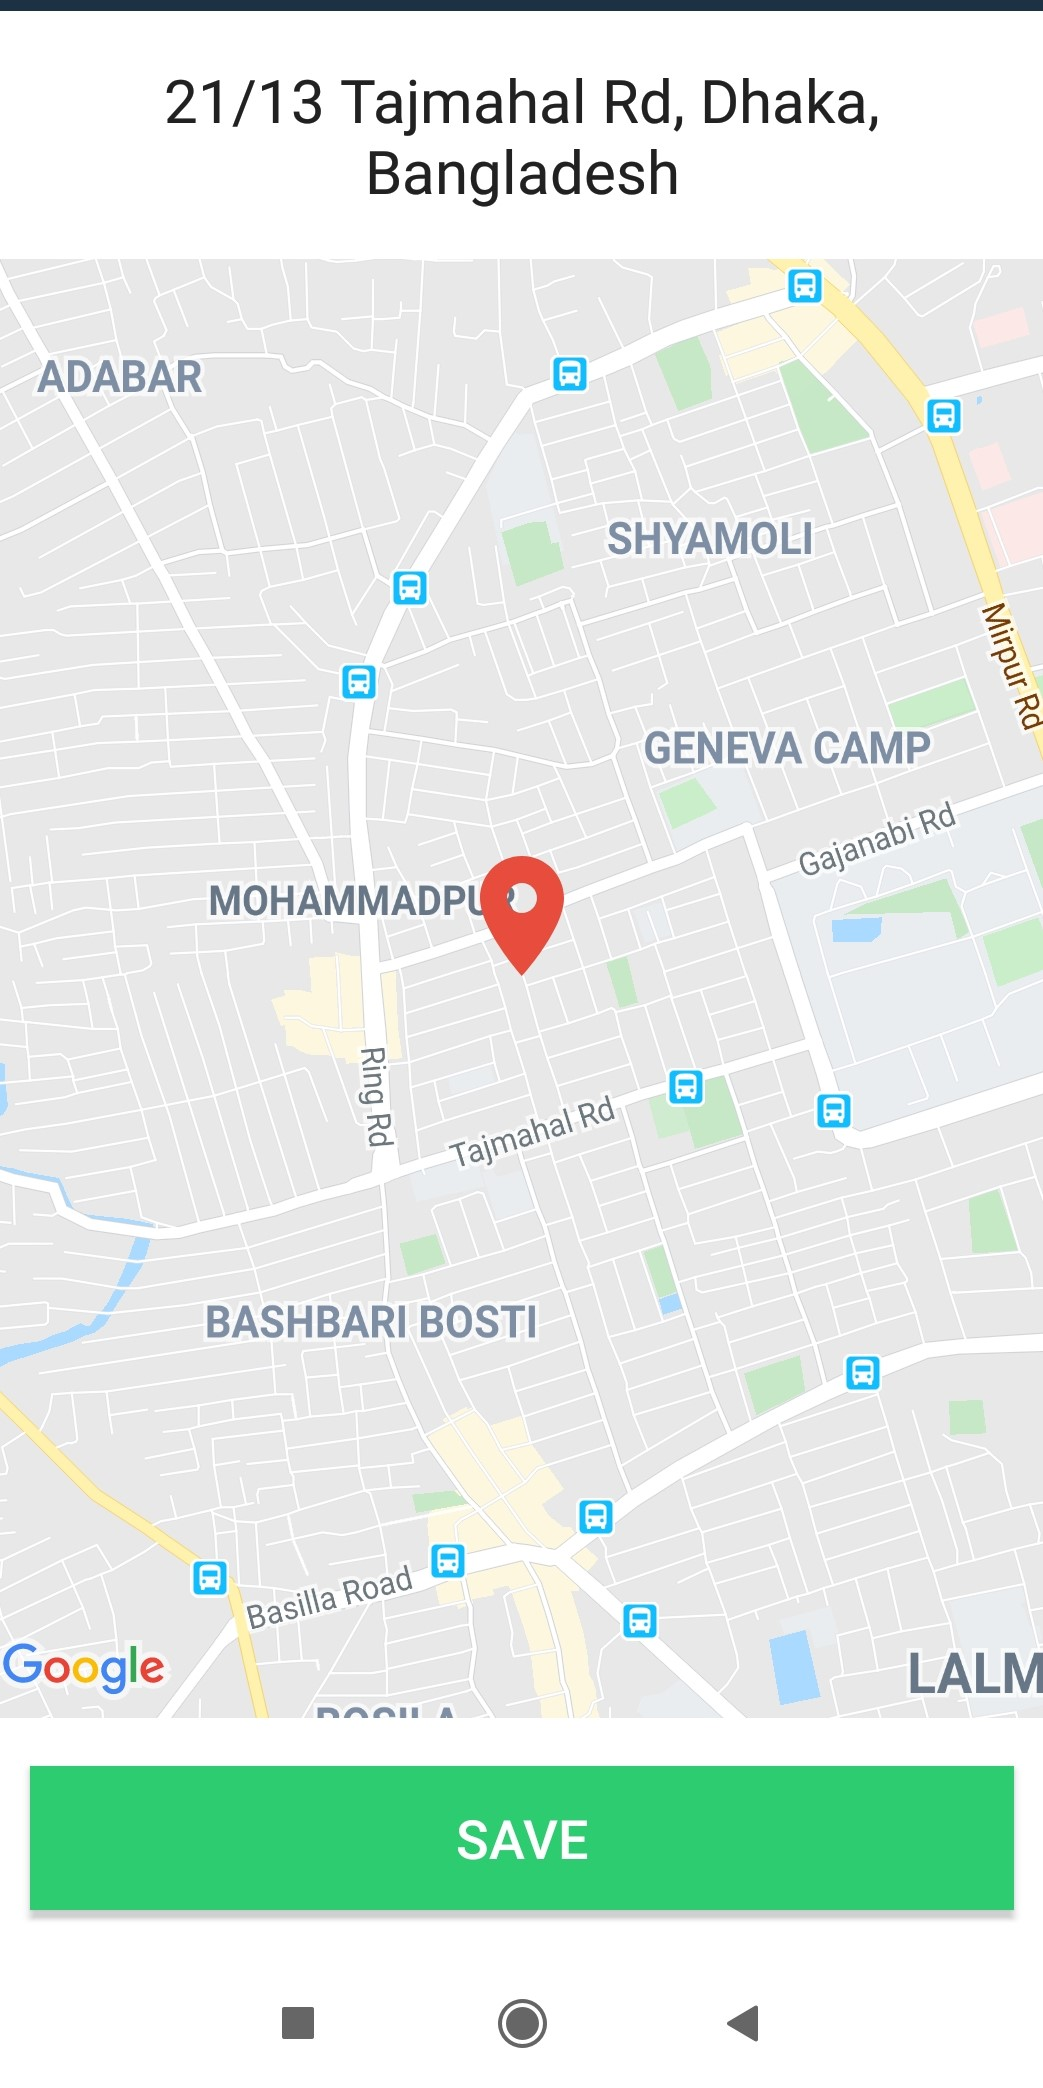 21/13 Tajmahal Rd, Dhaka,
Bangladesh
ADABAR
SHYAMOLI
Mirpur Rd
GENEVA CAMP
Gajanabi Rd
Ring Rd
Tajmahal Rd
BASHBARI BOSTI
Basilla Road
Google
LALM
SAVE